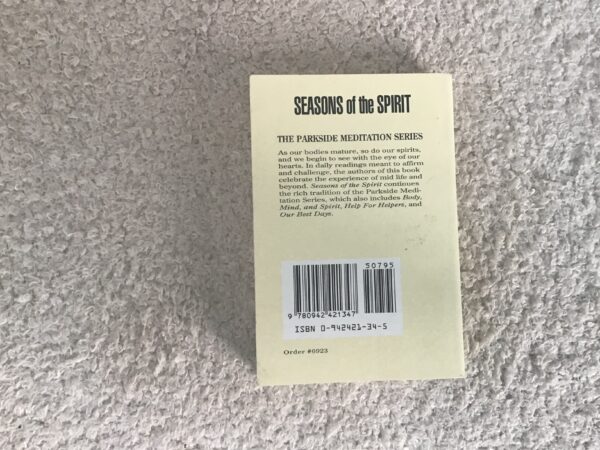 SEASONS of the SPIRIT
THE PARKSIDE MEDITATION SERIES
As our bodies mature, so do our spirits,
and we begin to see with the eye of our
hearts. In daily readings meant to affirm
and challenge, the authors of this book
celebrate the experience of mid life and
beyond. Seasons of the Spirit continues
the rich tradition of the Parkside Medi-
tation Series, which also includes Body,
Mind, and Spirit, Help For Helpers, and
Our Best Days.
50795
9 780942 421347
ISBN 0-942421-34-5
Order #0923